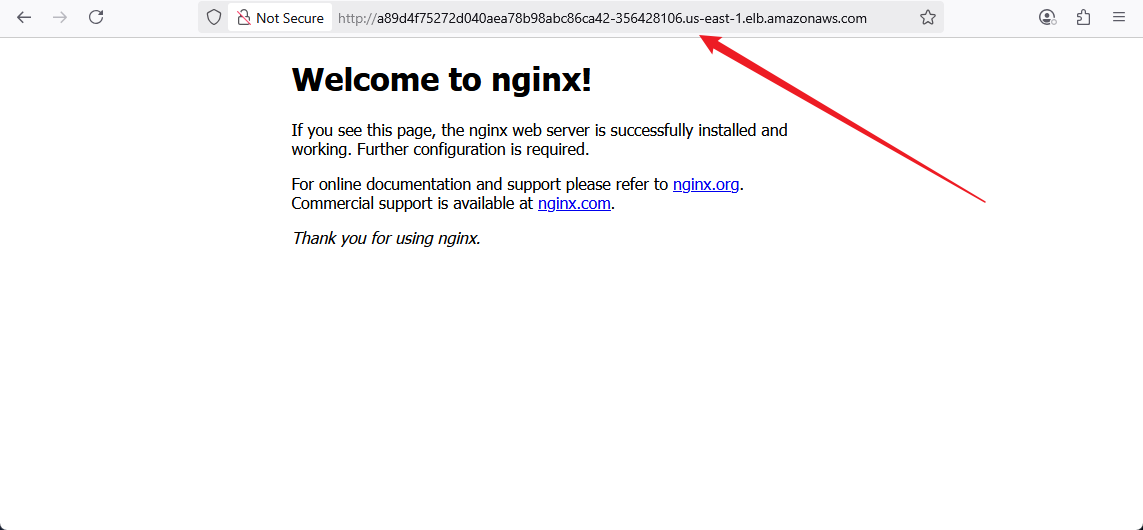 Not Secure http://a89d4f75272d040aea78b98abc86ca42-356428106.us-east-1.elb.amazonaws.com
Welcome to nginx!
If you see this page, the nginx web server is successfully installed and
working. Further configuration is required.
For online documentation and support please refer to nginx.org.
Commercial support is available at nginx.com.
Thank you for using nginx.